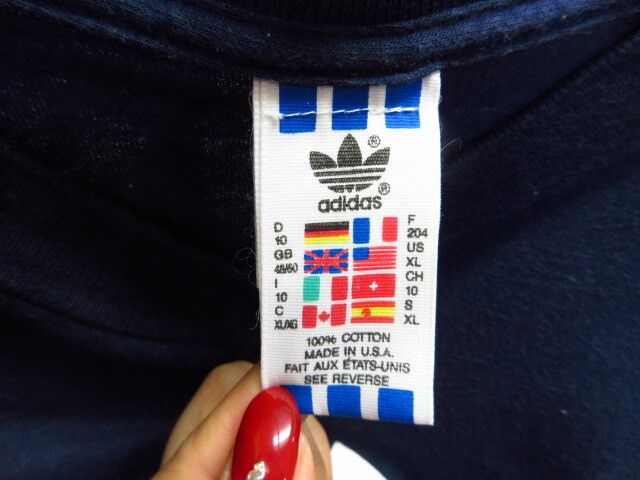 ®
®
adidas
D
10
F
204
GB
48/50
US
XL
I
10
CH
10
C
XL/XG
S
XL
100% COTTON
MADE IN U.S.A.
FAIT AUX ÉTATS-UNIS
SEE REVERSE